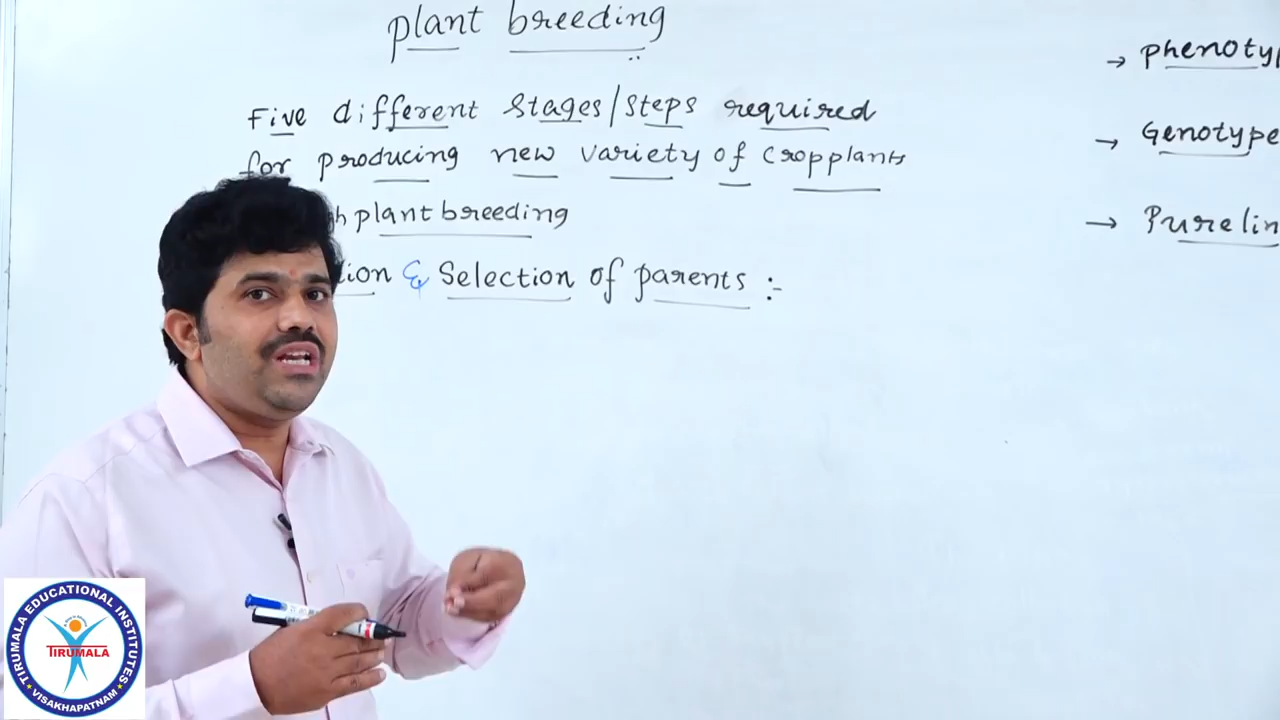 plant breeding
Five different stages/steps required
for producing new variety of cropplants
plant breeding
& Selection of parents :-
→ phenotyp
→ Genotype
→ Purelin
TIRUMALA EDUCATIONAL INSTITUTES
TIRUMALA
VISAKHAPATNAM